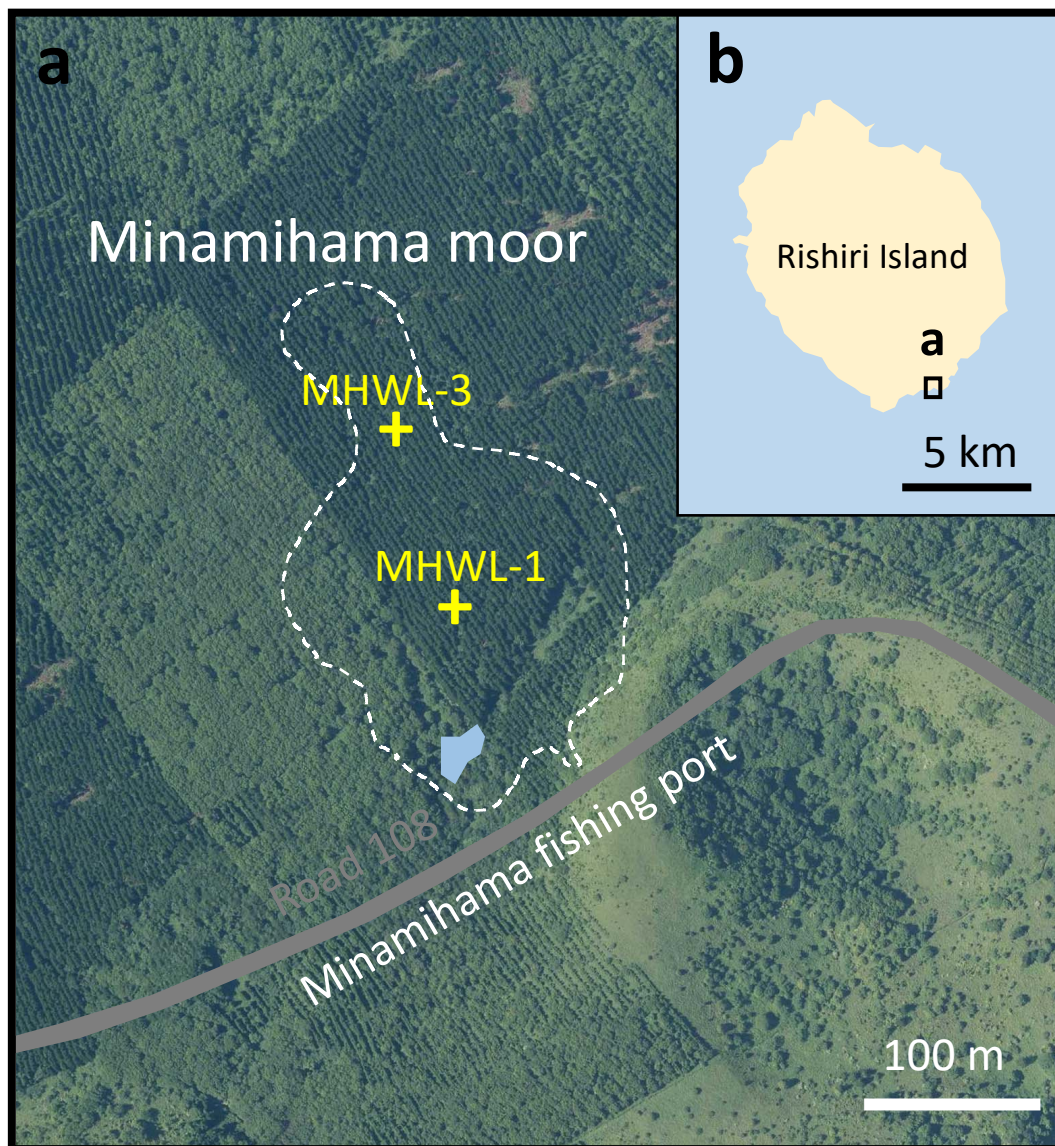 a
b
Minamihama moor
Rishiri Island
a
MHWL-3
5 km
MHWL-1
Road 108
Minamihama fishing port
100 m